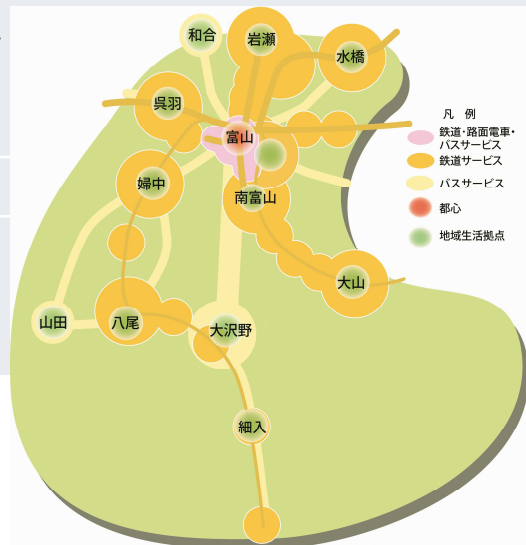 和合
岩瀬
水橋
呉羽
富山
婦中
南富山
大山
山田
八尾
大沢野
細入
凡 例
鉄道・路面電車・
バスサービス
鉄道サービス
バスサービス
都心
地域生活拠点